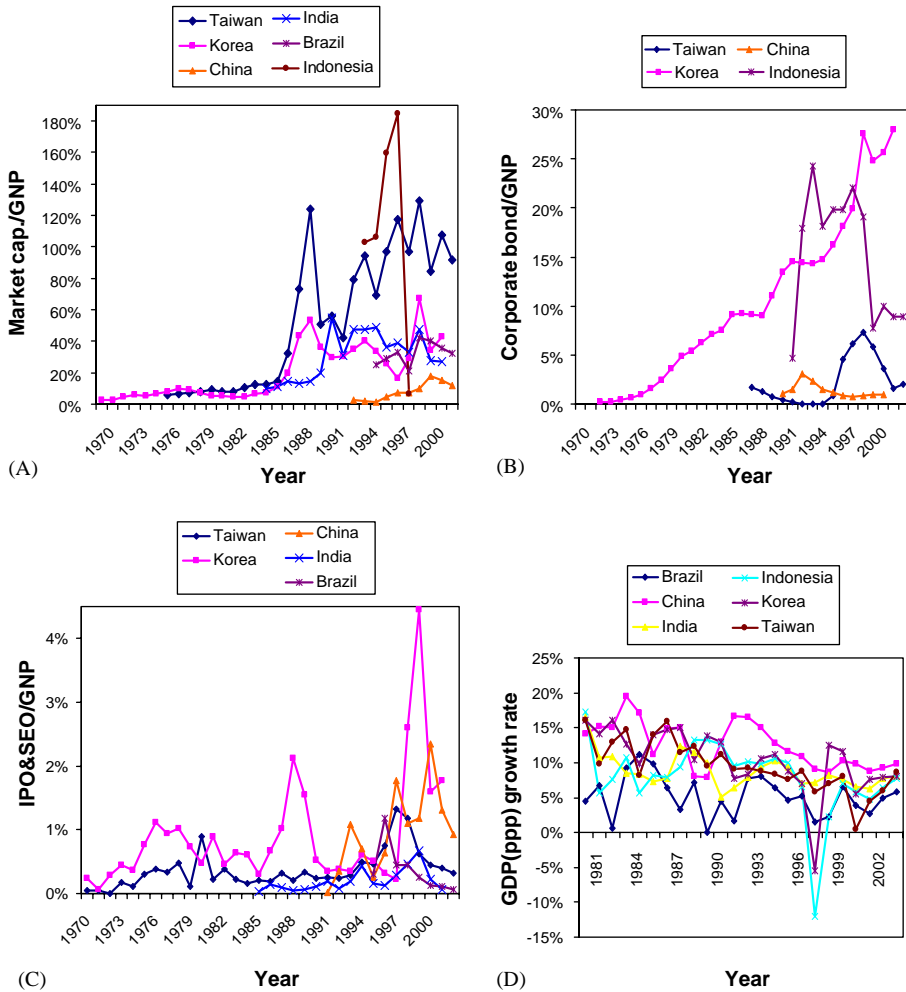 Taiwan India
Korea Brazil
China Indonesia
180%
160%
140%
120%
100%
80%
60%
40%
20%
0%
Market cap./GNP
1970 1973 1976 1979 1982 1985 1988 1991 1994 1997 2000
Year
(A)
Taiwan China
Korea Indonesia
30%
25%
20%
15%
10%
5%
0%
Corporate bond/GNP
1970 1973 1976 1979 1982 1985 1988 1991 1994 1997 2000
Year
(B)
Taiwan China
Korea India
Brazil
4%
3%
2%
1%
0%
IPO&SEO/GNP
1970 1973 1976 1979 1982 1985 1988 1991 1994 1997 2000
Year
(C)
Brazil Indonesia
China Korea
India Taiwan
25%
20%
15%
10%
5%
0%
-5%
-10%
-15%
GDP(ppp) growth rate
1981 1984 1987 1990 1993 1996 1999 2002
Year
(D)